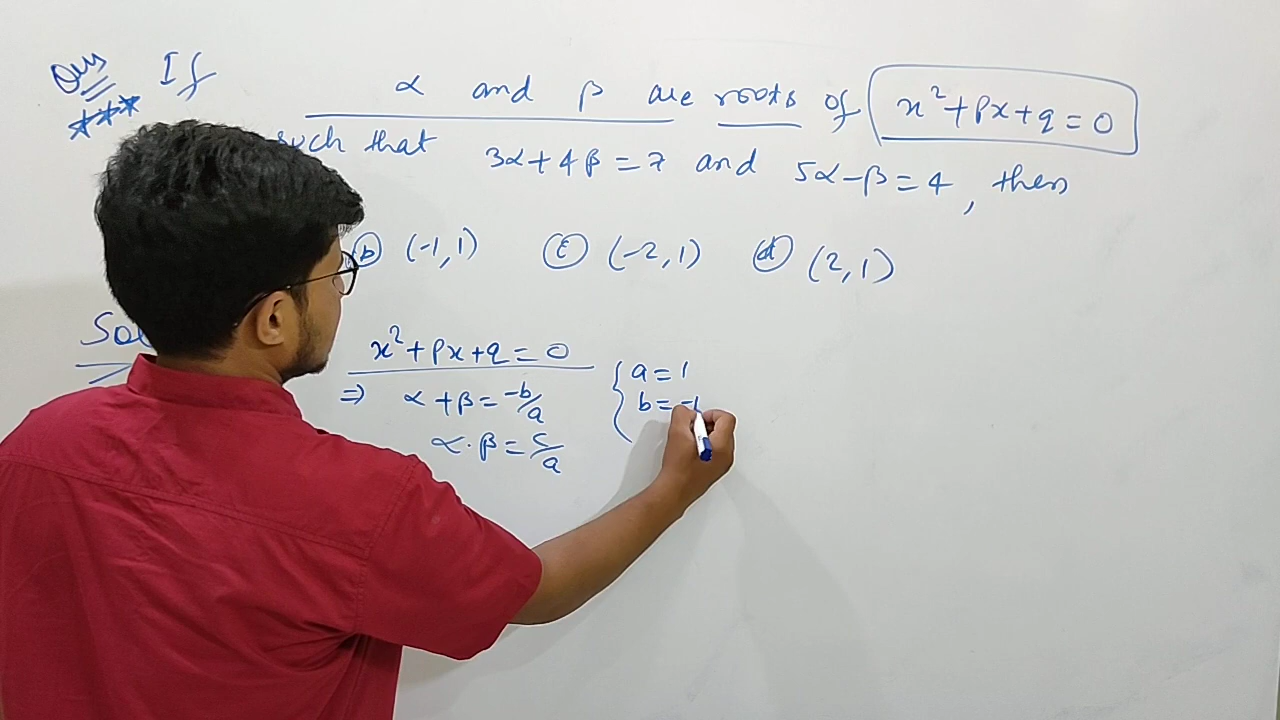 Ques If α and β are roots of x²+px+q=0
such that 3α+4β=7 and 5α-β=4, then
(b) (-1,1) (c) (-2,1) (d) (2,1)
x²+px+q=0
⇒ α+β=-b/a { a=1
α.β=c/a b=